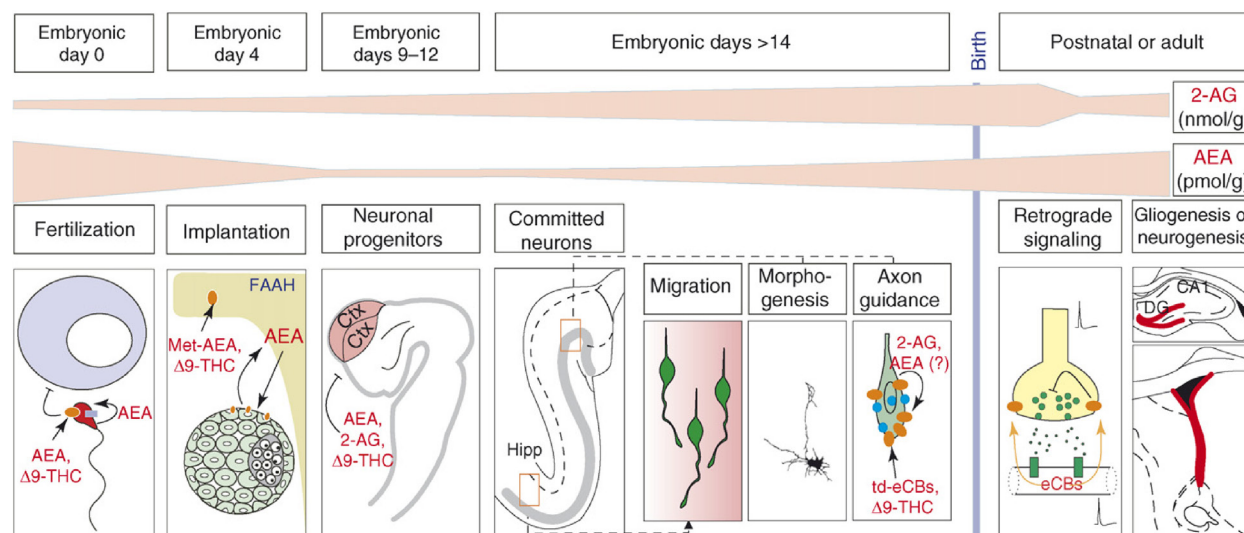 Embryonic
day 0
Embryonic
day 4
Embryonic
days 9–12
Embryonic days >14
Birth
Postnatal or adult
2-AG
(nmol/g)
AEA
(pmol/g)
Fertilization
Implantation
Neuronal
progenitors
Committed
neurons
Retrograde
signaling
Gliogenesis or
neurogenesis
Migration
Morpho-
genesis
Axon
guidance
AEA
AEA,
Δ9-THC
FAAH
Met-AEA,
Δ9-THC
AEA
Ctx
Ctx
AEA,
2-AG,
Δ9-THC
Hipp
2-AG,
AEA (?)
td-eCBs,
Δ9-THC
eCBs
CA1
DG